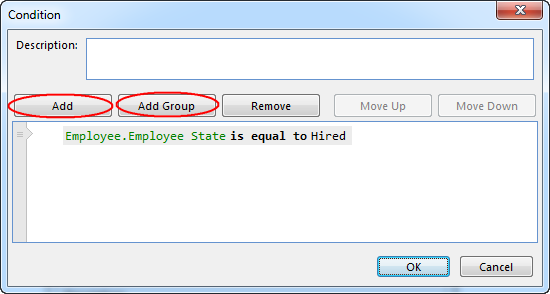 Condition
Description:
Add Add Group Remove Move Up Move Down
Employee.Employee State is equal to Hired
OK Cancel